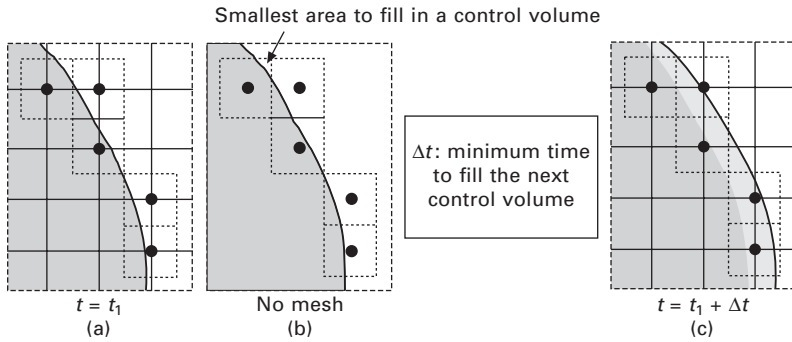 Smallest area to fill in a control volume
Δt: minimum time
to fill the next
control volume
t = t₁
(a)
No mesh
(b)
t = t₁ + Δt
(c)